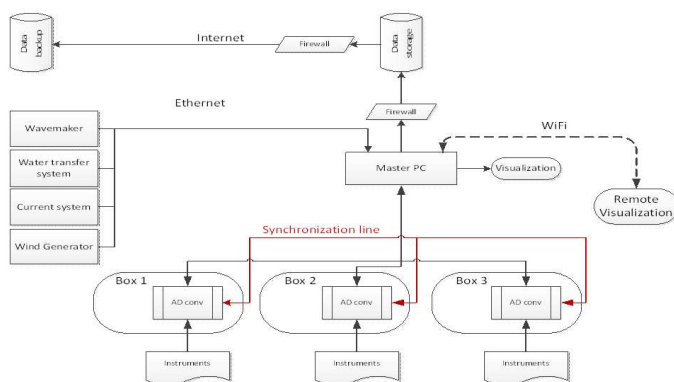 Data
backup
Internet
Firewall
Data
storage
Ethernet
Firewall
Wavemaker
WiFi
Water transfer
system
Master PC
Visualization
Current system
Remote
Visualization
Wind Generator
Synchronization line
Box 1
Box 2
Box 3
AD conv
AD conv
AD conv
Instruments
Instruments
Instruments